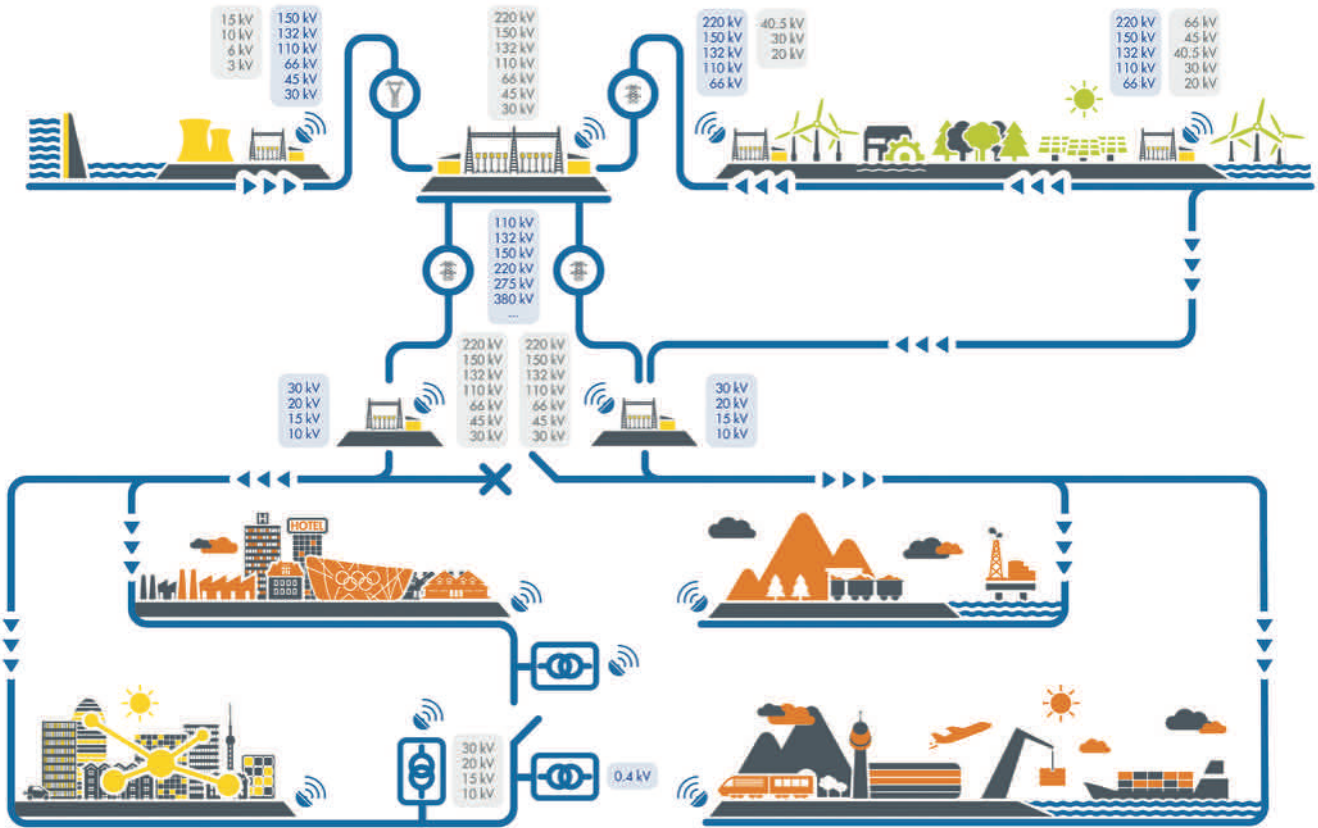 15 kV
10 kV
6 kV
3 kV
150 kV
132 kV
110 kV
66 kV
45 kV
30 kV
220 kV
150 kV
132 kV
110 kV
66 kV
45 kV
30 kV
220 kV
150 kV
132 kV
110 kV
66 kV
40.5 kV
30 kV
20 kV
220 kV
150 kV
132 kV
110 kV
66 kV
66 kV
45 kV
40.5 kV
30 kV
20 kV
110 kV
132 kV
150 kV
220 kV
275 kV
380 kV
....
30 kV
20 kV
15 kV
10 kV
220 kV
150 kV
132 kV
110 kV
66 kV
45 kV
30 kV
220 kV
150 kV
132 kV
110 kV
66 kV
45 kV
30 kV
30 kV
20 kV
15 kV
10 kV
H
HOTEL
30 kV
20 kV
15 kV
10 kV
0.4 kV